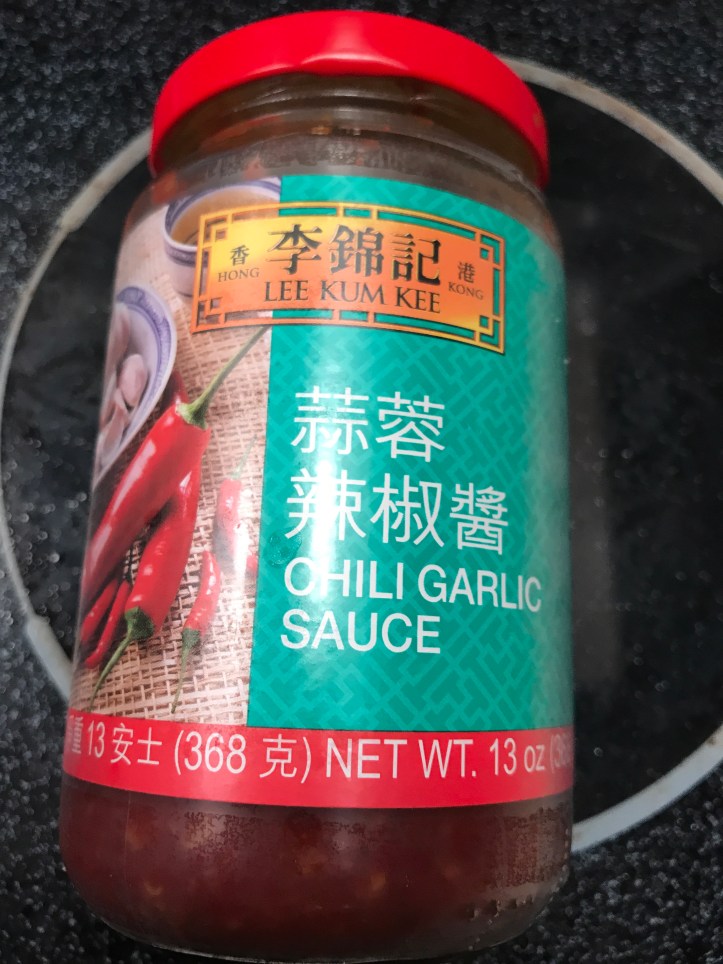 香 李錦記 港
HONG LEE KUM KEE KONG
蒜蓉
辣椒醬
CHILI GARLIC
SAUCE
13 安士 (368 克) NET WT. 13 oz